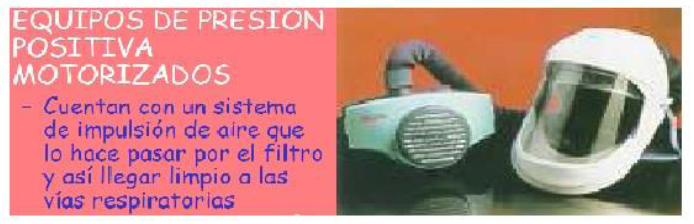 EQUIPOS DE PRESIÓN
POSITIVA
MOTORIZADOS
- Cuentan con un sistema
de impulsión de aire que
lo hace pasar por el filtro
y así llegar limpio a las
vías respiratorias